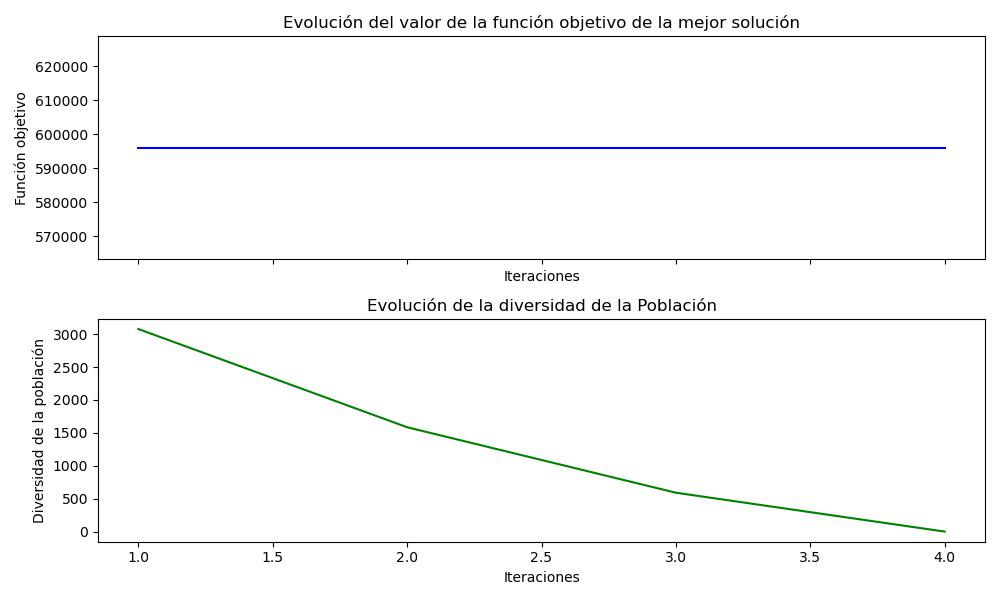 Evolución del valor de la función objetivo de la mejor solución
620000
610000
600000
590000
580000
570000
Función objetivo
Iteraciones
Evolución de la diversidad de la Población
3000
2500
2000
1500
1000
500
0
Diversidad de la población
1.0 1.5 2.0 2.5 3.0 3.5 4.0
Iteraciones